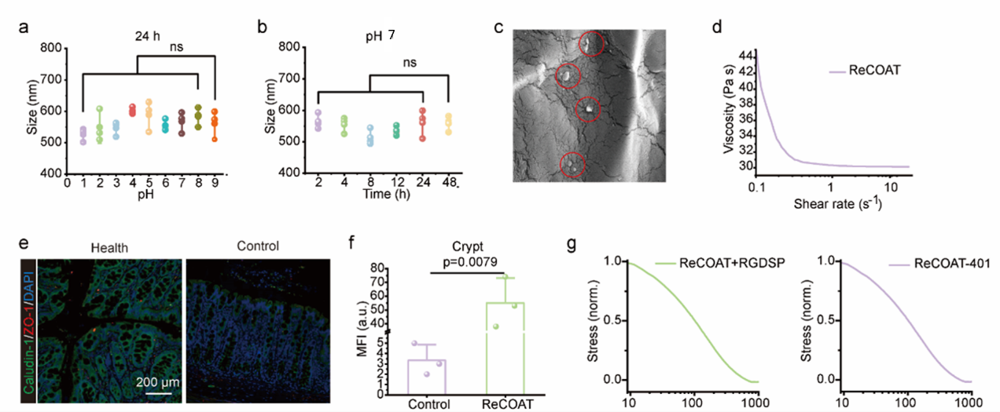 a
24 h
ns
Size (nm)
800
700
600
500
400
0 1 2 3 4 5 6 7 8 9
pH
b
pH 7
ns
Size (nm)
800
700
600
500
400
2 4 8 12 24 48
Time (h)
c
d
ReCOAT
Viscosity (Pa s)
44
42
40
38
36
34
32
30
0.1 1 10
Shear rate (s-1)
e
Health
Control
Caludin-1/ZO-1/DAPI
200 μm
f
Crypt
p=0.0079
MFI (a.u.)
80
70
60
50
40
5
4
3
2
1
0
Control ReCOAT
g
ReCOAT+RGDSP
Stress (norm.)
1.0
0.5
0.0
10 100 1000
ReCOAT-401
Stress (norm.)
1.0
0.5
0.0
10 100 1000